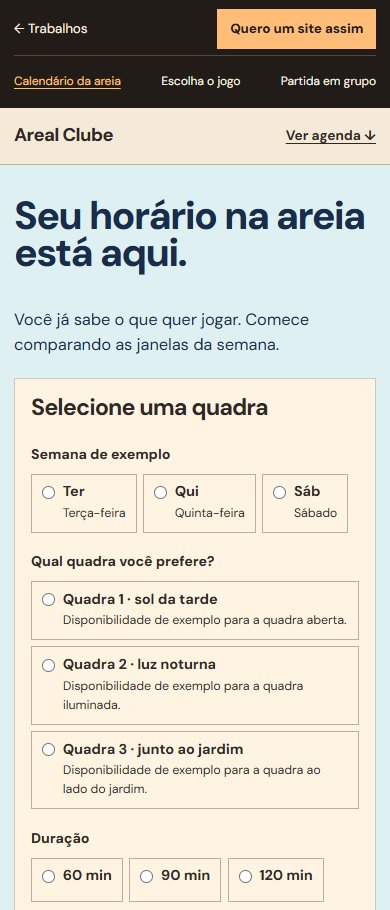 ← Trabalhos
Quero um site assim
Calendário da areia
Escolha o jogo
Partida em grupo
Areal Clube
Ver agenda ↓
Seu horário na areia
está aqui.
Você já sabe o que quer jogar. Comece
comparando as janelas da semana.
Selecione uma quadra
Semana de exemplo
Ter
Terça-feira
Qui
Quinta-feira
Sáb
Sábado
Qual quadra você prefere?
Quadra 1 · sol da tarde
Disponibilidade de exemplo para a quadra aberta.
Quadra 2 · luz noturna
Disponibilidade de exemplo para a quadra
iluminada.
Quadra 3 · junto ao jardim
Disponibilidade de exemplo para a quadra ao
lado do jardim.
Duração
60 min
90 min
120 min